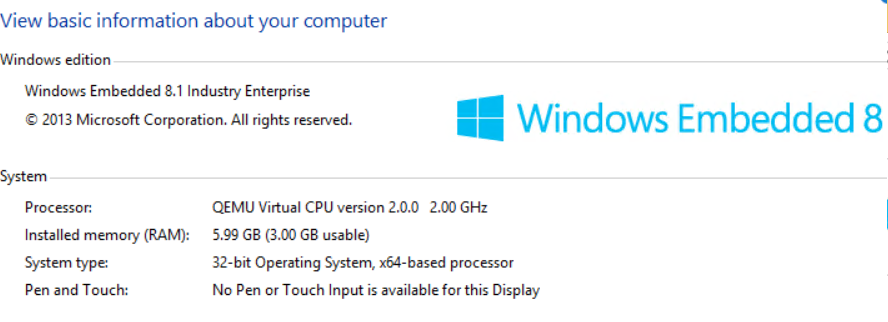 View basic information about your computer
Windows edition
Windows Embedded 8.1 Industry Enterprise
© 2013 Microsoft Corporation. All rights reserved.
Windows Embedded 8
System
Processor: QEMU Virtual CPU version 2.0.0 2.00 GHz
Installed memory (RAM): 5.99 GB (3.00 GB usable)
System type: 32-bit Operating System, x64-based processor
Pen and Touch: No Pen or Touch Input is available for this Display